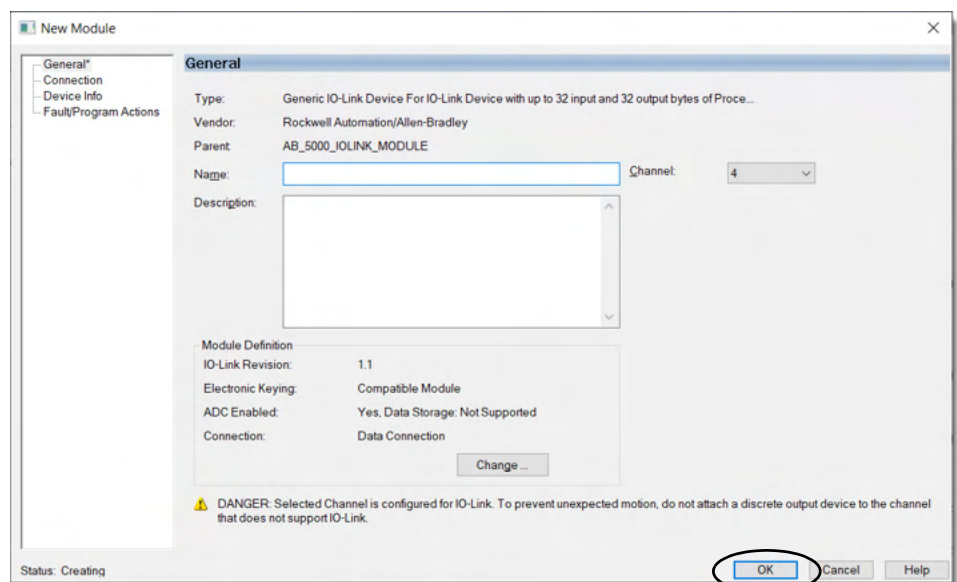 New Module
General*
Connection
Device Info
Fault/Program Actions
General
Type: Generic IO-Link Device For IO-Link Device with up to 32 input and 32 output bytes of Proce...
Vendor: Rockwell Automation/Allen-Bradley
Parent: AB_5000_IOLINK_MODULE
Name: Channel: 4
Description:
Module Definition
IO-Link Revision: 1.1
Electronic Keying: Compatible Module
ADC Enabled: Yes, Data Storage: Not Supported
Connection: Data Connection
Change ...
DANGER: Selected Channel is configured for IO-Link. To prevent unexpected motion, do not attach a discrete output device to the channel
that does not support IO-Link.
Status: Creating OK Cancel Help